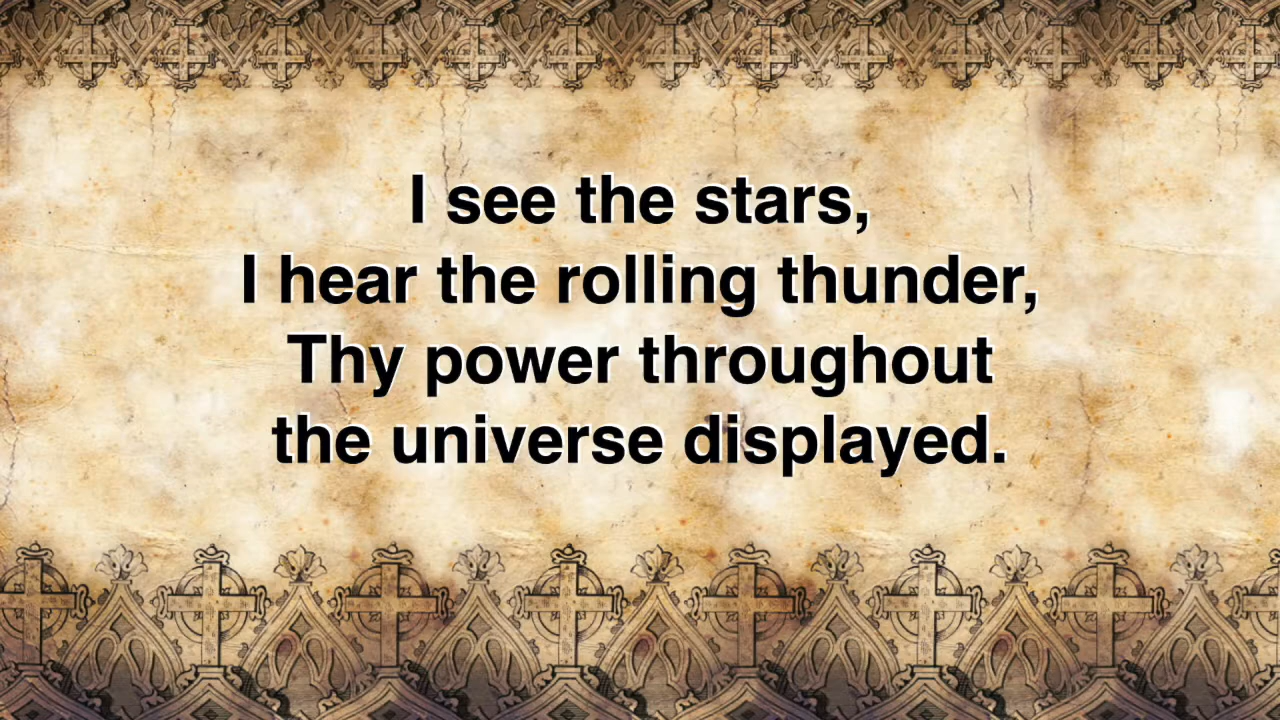 I see the stars,
I hear the rolling thunder,
Thy power throughout
the universe displayed.